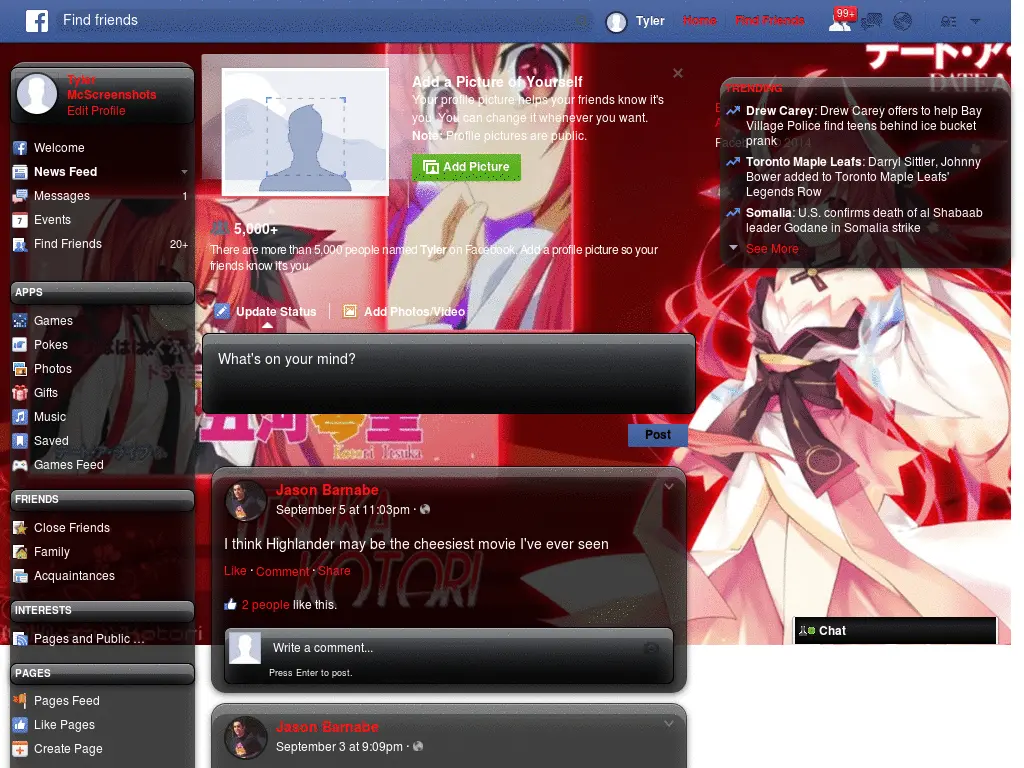 Find friends
Tyler
Home
Find Friends
99+
Tyler
McScreenshots
Edit Profile
Welcome
News Feed
Messages
1
Events
Find Friends
20+
APPS
Games
Pokes
Photos
Gifts
Music
Saved
Games Feed
FRIENDS
Close Friends
Family
Acquaintances
INTERESTS
Pages and Public ...
PAGES
Pages Feed
Like Pages
Create Page
Add a Picture of Yourself
Your profile picture helps your friends know it's
you. You can change it whenever you want.
Note: Profile pictures are public.
Add Picture
5,000+
There are more than 5,000 people named Tyler on Facebook. Add a profile picture so your
friends know it's you.
Update Status
Add Photos/Video
What's on your mind?
Kotori Itsuka
Post
Jason Barnabe
September 5 at 11:03pm ·
I think Highlander may be the cheesiest movie I've ever seen
Like · Comment · Share
2 people like this.
Write a comment...
Press Enter to post.
ITSUKA
KOTORI
Jason Barnabe
September 3 at 9:09pm ·
デート・ア
DATE A
TRENDING
Drew Carey: Drew Carey offers to help Bay
Village Police find teens behind ice bucket
prank
Toronto Maple Leafs: Darryl Sittler, Johnny
Bower added to Toronto Maple Leafs'
Legends Row
Somalia: U.S. confirms death of al Shabaab
leader Godane in Somalia strike
See More
Chat